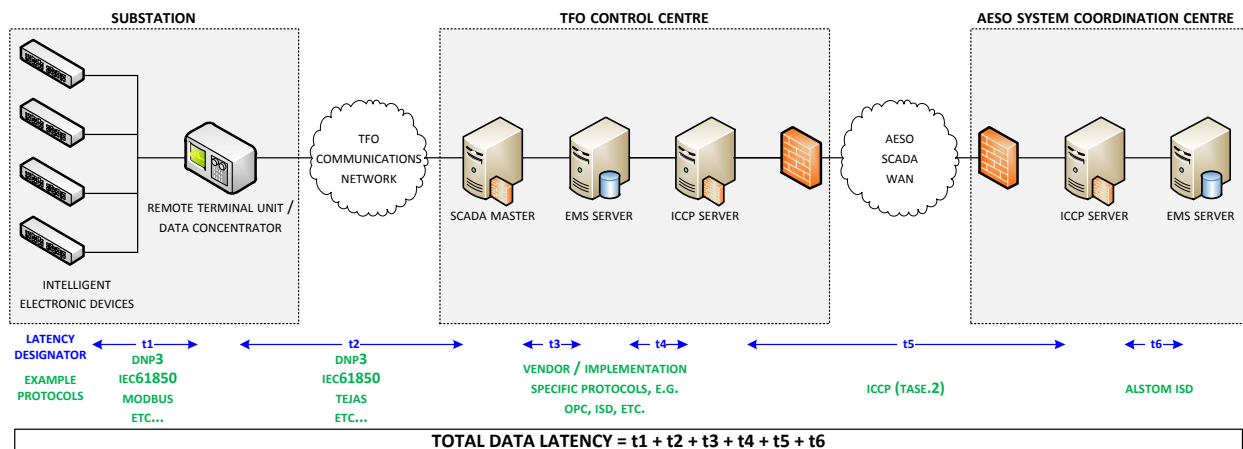 SUBSTATION
TFO CONTROL CENTRE
AESO SYSTEM COORDINATION CENTRE
INTELLIGENT
ELECTRONIC DEVICES
REMOTE TERMINAL UNIT /
DATA CONCENTRATOR
TFO
COMMUNICATIONS
NETWORK
SCADA MASTER
EMS SERVER
ICCP SERVER
AESO
SCADA
WAN
ICCP SERVER
EMS SERVER
LATENCY
DESIGNATOR
t1
t2
t3
t4
t5
t6
EXAMPLE
PROTOCOLS
DNP3
IEC61850
MODBUS
ETC...
DNP3
IEC61850
TEJAS
ETC...
VENDOR / IMPLEMENTATION
SPECIFIC PROTOCOLS, E.G.
OPC, ISD, ETC.
ICCP (TASE.2)
ALSTOM ISD
TOTAL DATA LATENCY = t1 + t2 + t3 + t4 + t5 + t6